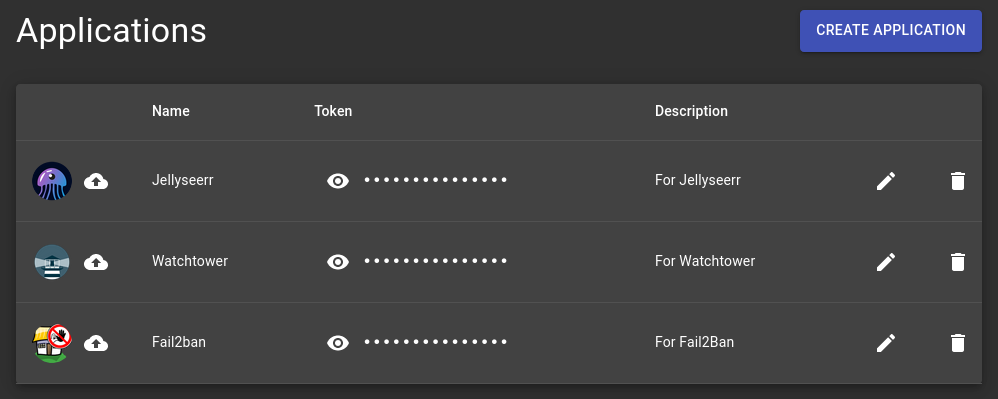 Applications
CREATE APPLICATION
Name Token Description
Jellyseerr ••••••••••••••• For Jellyseerr
Watchtower ••••••••••••••• For Watchtower
Fail2ban ••••••••••••••• For Fail2Ban